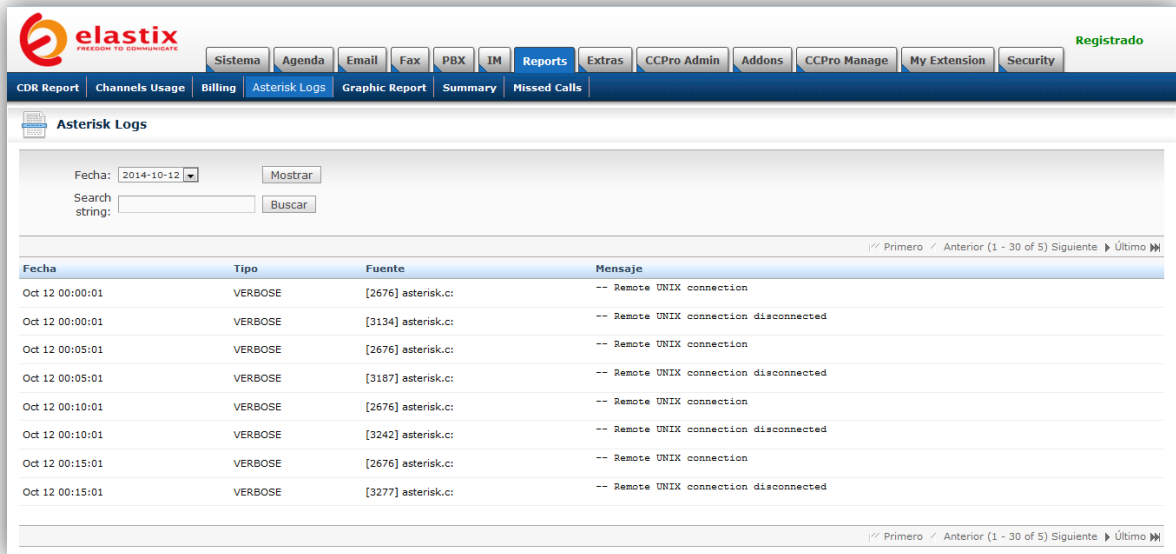 elastix
FREEDOM TO COMMUNICATE
Registrado
Sistema Agenda Email Fax PBX IM Reports Extras CCPro Admin Addons CCPro Manage My Extension Security
CDR Report Channels Usage Billing Asterisk Logs Graphic Report Summary Missed Calls
Asterisk Logs
Fecha: 2014-10-12 Mostrar
Search string: Buscar
Primero Anterior (1 - 30 of 5) Siguiente Último
Fecha Tipo Fuente Mensaje
Oct 12 00:00:01 VERBOSE [2676] asterisk.c: -- Remote UNIX connection
Oct 12 00:00:01 VERBOSE [3134] asterisk.c: -- Remote UNIX connection disconnected
Oct 12 00:05:01 VERBOSE [2676] asterisk.c: -- Remote UNIX connection
Oct 12 00:05:01 VERBOSE [3187] asterisk.c: -- Remote UNIX connection disconnected
Oct 12 00:10:01 VERBOSE [2676] asterisk.c: -- Remote UNIX connection
Oct 12 00:10:01 VERBOSE [3242] asterisk.c: -- Remote UNIX connection disconnected
Oct 12 00:15:01 VERBOSE [2676] asterisk.c: -- Remote UNIX connection
Oct 12 00:15:01 VERBOSE [3277] asterisk.c: -- Remote UNIX connection disconnected
Primero Anterior (1 - 30 of 5) Siguiente Último